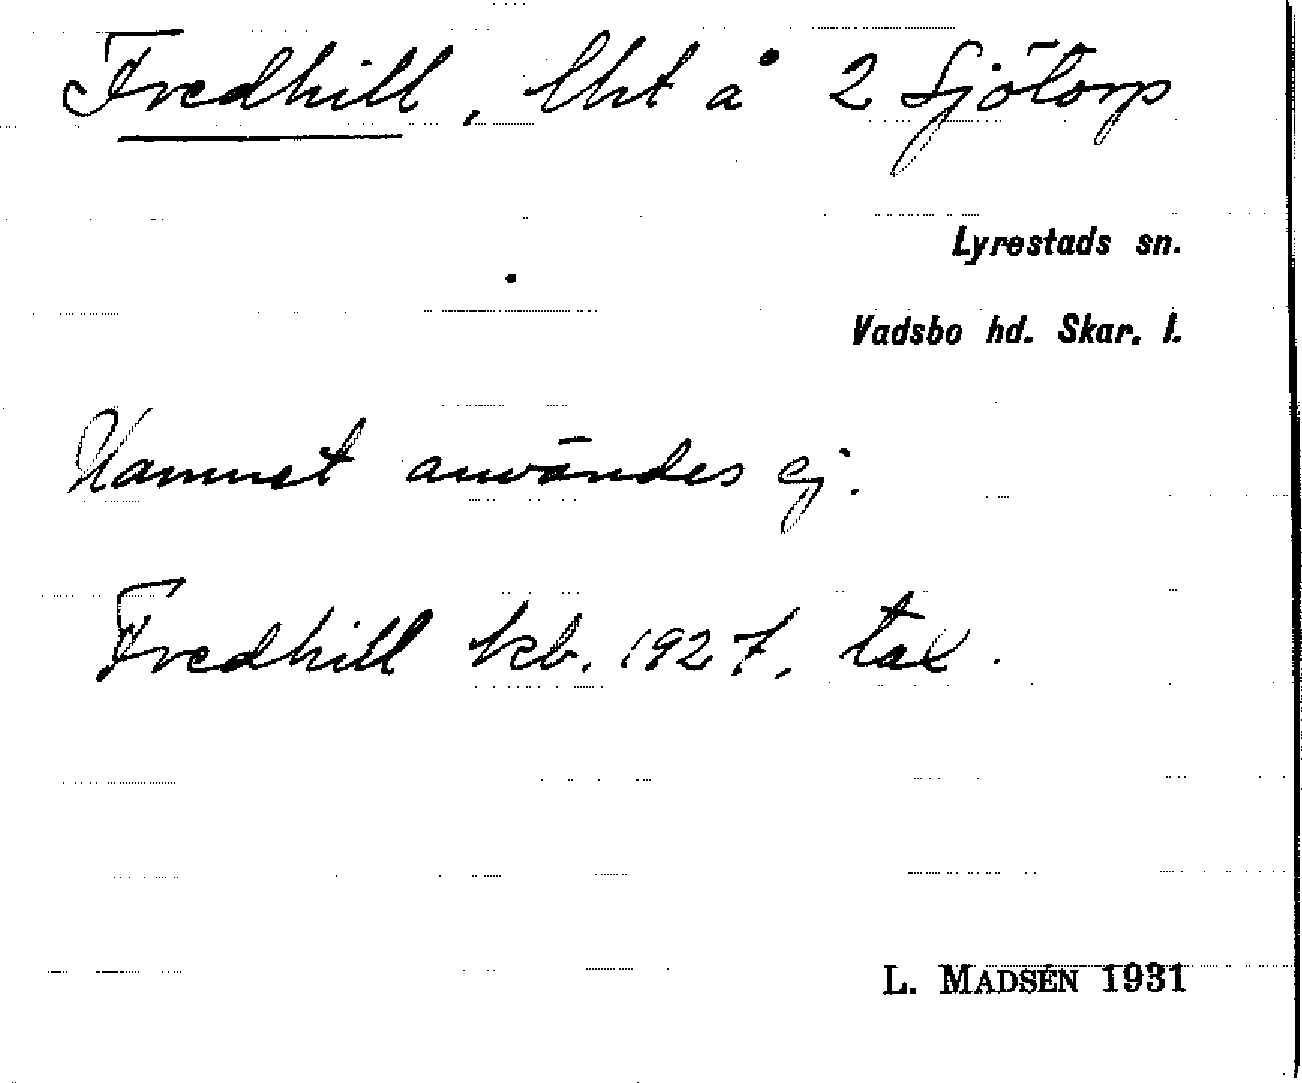 Fredhill, lht å 2 Sjötorp
Lyrestads sn.
Vadsbo hd. Skar. l.
Namnet användes ej.
Fredhill kb. 1927, tal.
L. MADSÉN 1931